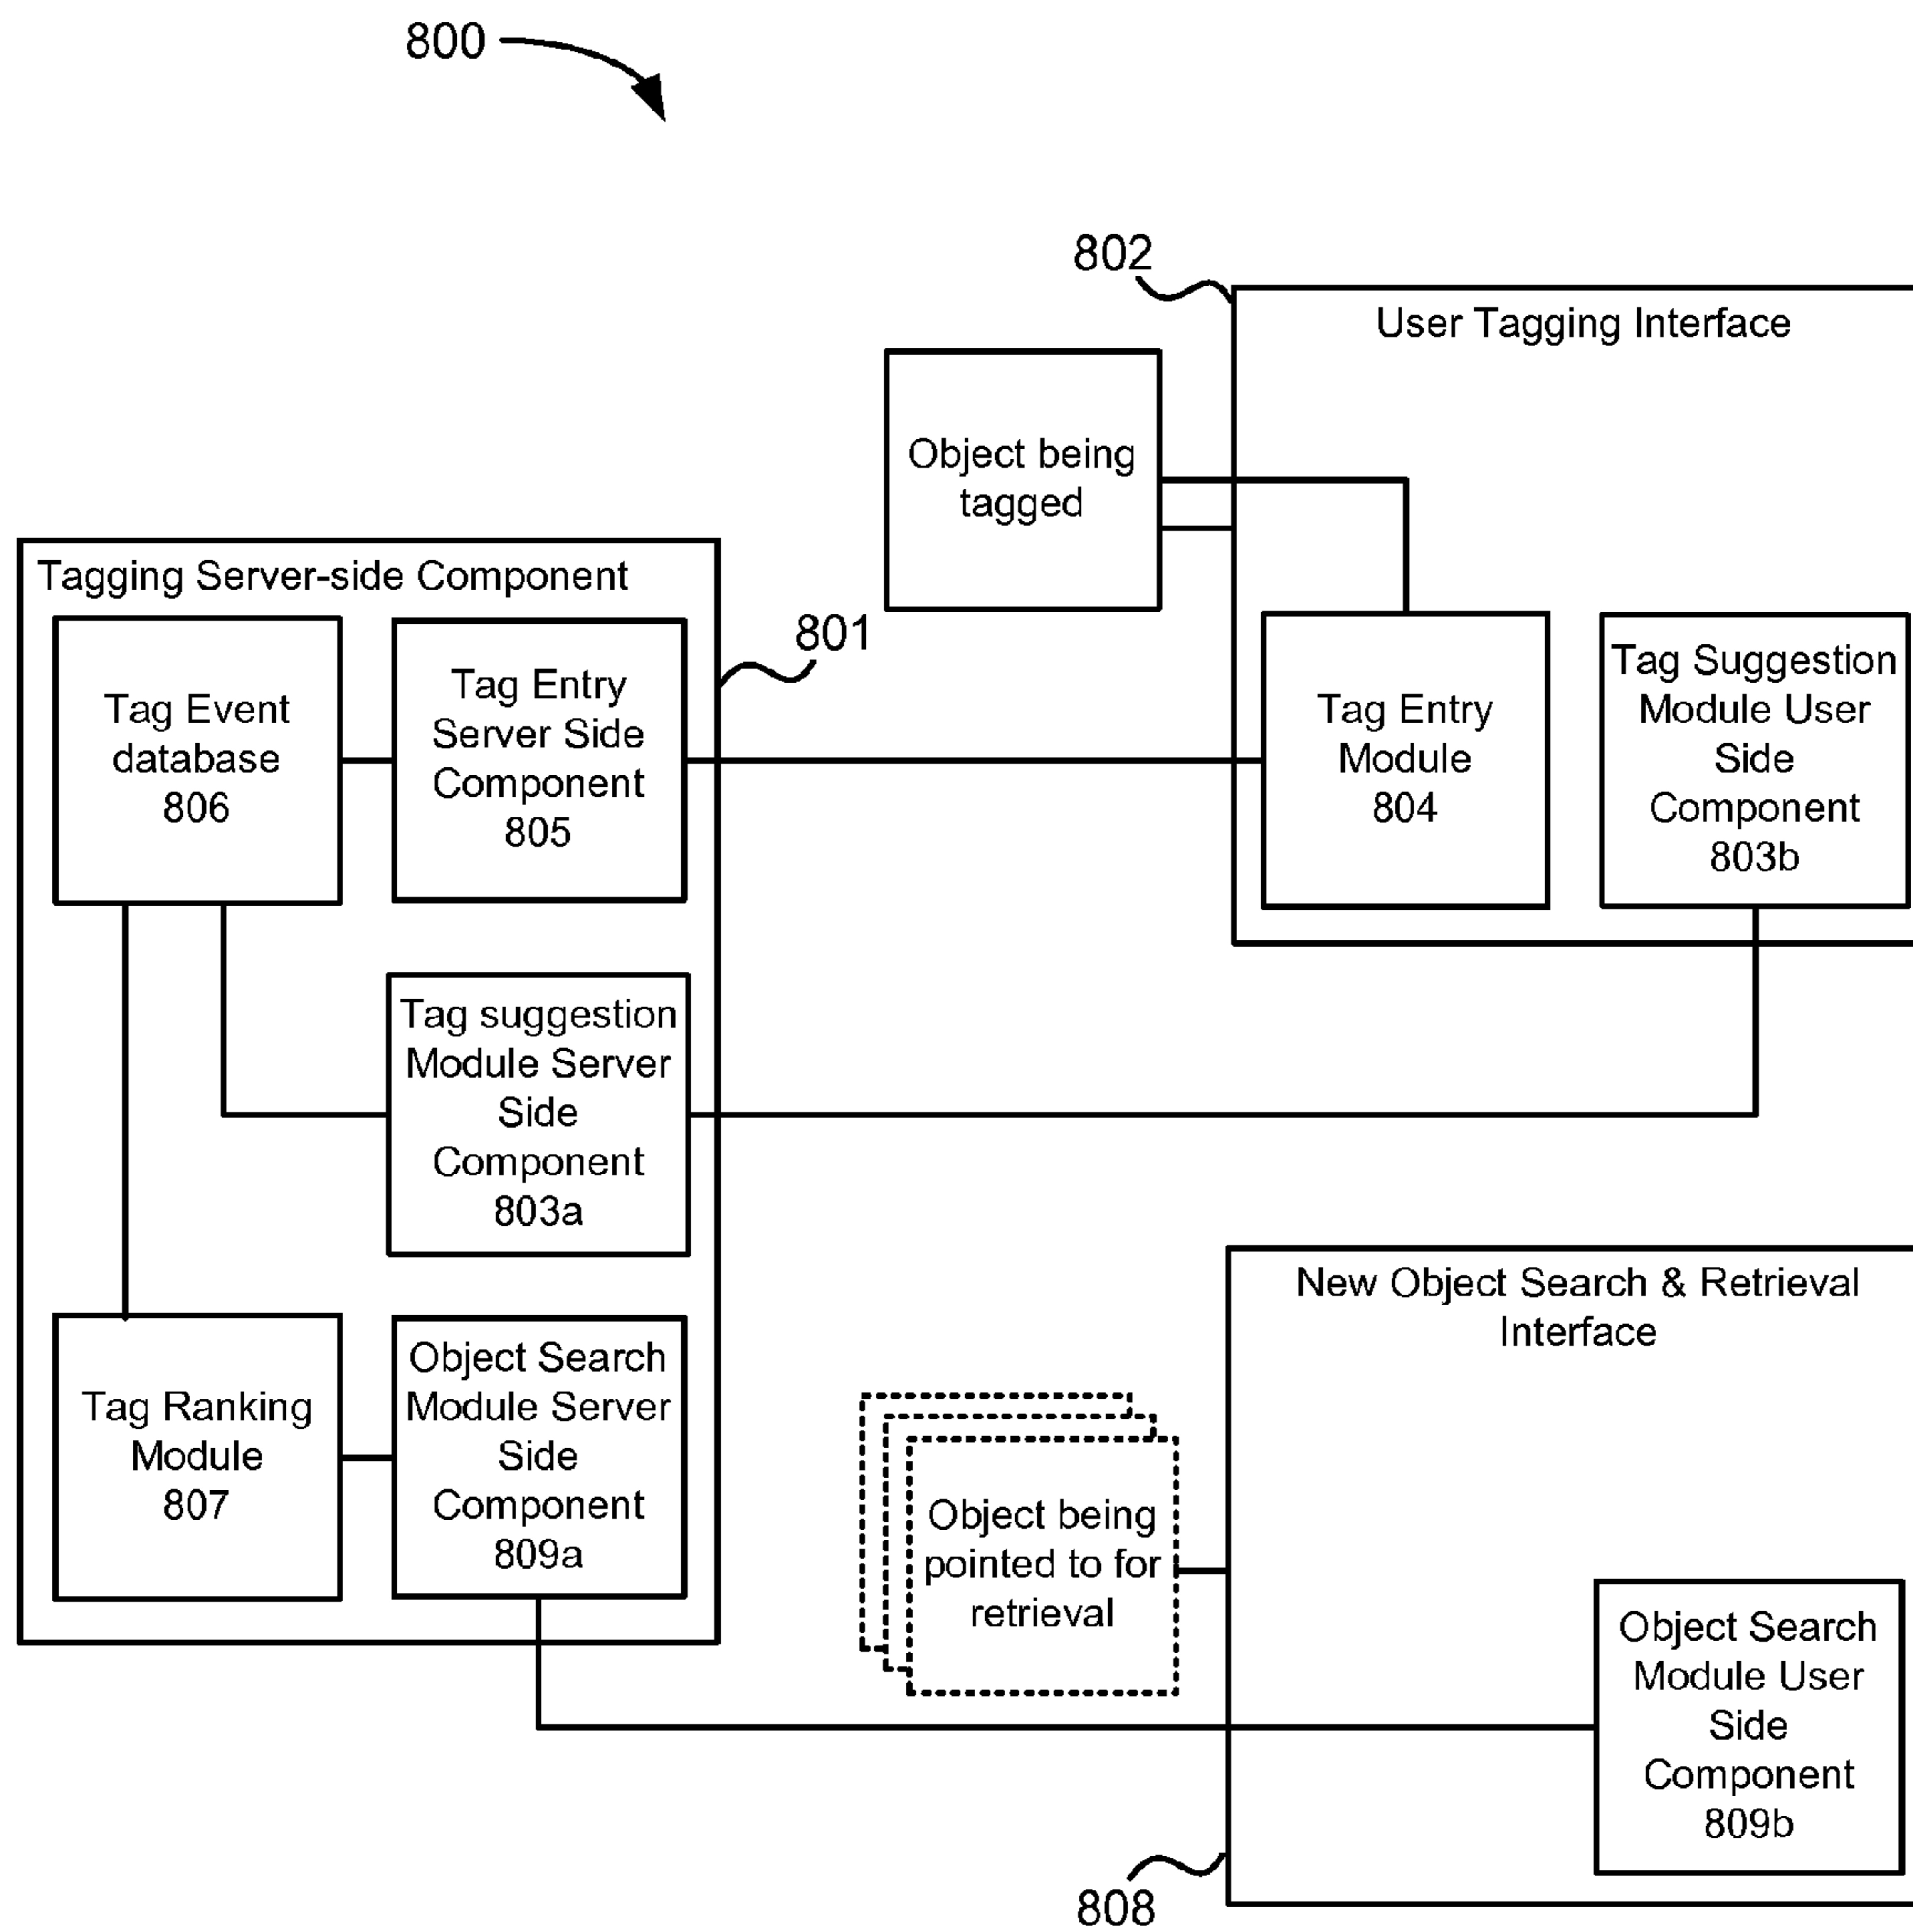 800
802
User Tagging Interface
Object being
tagged
Tagging Server-side Component
801
Tag Event
database
806
Tag Entry
Server Side
Component
805
Tag Entry
Module
804
Tag Suggestion
Module User
Side
Component
803b
Tag suggestion
Module Server
Side
Component
803a
New Object Search & Retrieval
Interface
Tag Ranking
Module
807
Object Search
Module Server
Side
Component
809a
Object being
pointed to for
retrieval
Object Search
Module User
Side
Component
809b
808